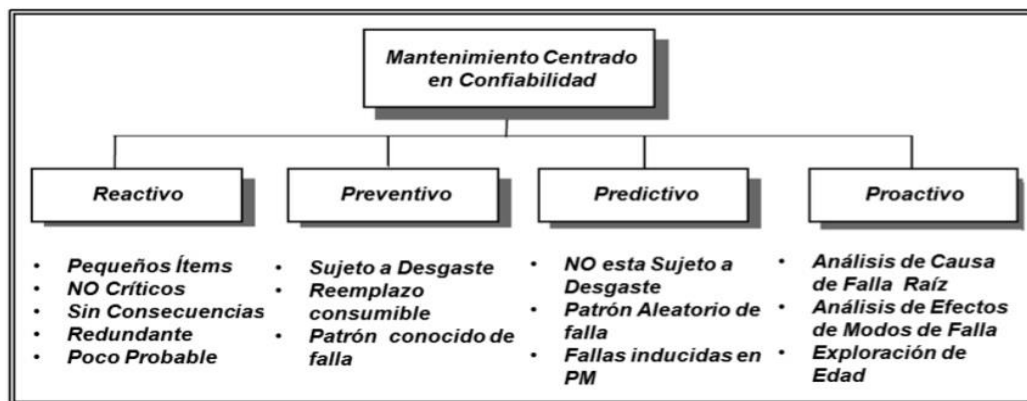 Mantenimiento Centrado
en Confiabilidad
Reactivo
Preventivo
Predictivo
Proactivo
• Pequeños Ítems
• NO Críticos
• Sin Consecuencias
• Redundante
• Poco Probable
• Sujeto a Desgaste
• Reemplazo
consumible
• Patrón conocido de
falla
• NO esta Sujeto a
Desgaste
• Patrón Aleatorio de
falla
• Fallas inducidas en
PM
• Análisis de Causa
de Falla Raíz
• Análisis de Efectos
de Modos de Falla
• Exploración de
Edad